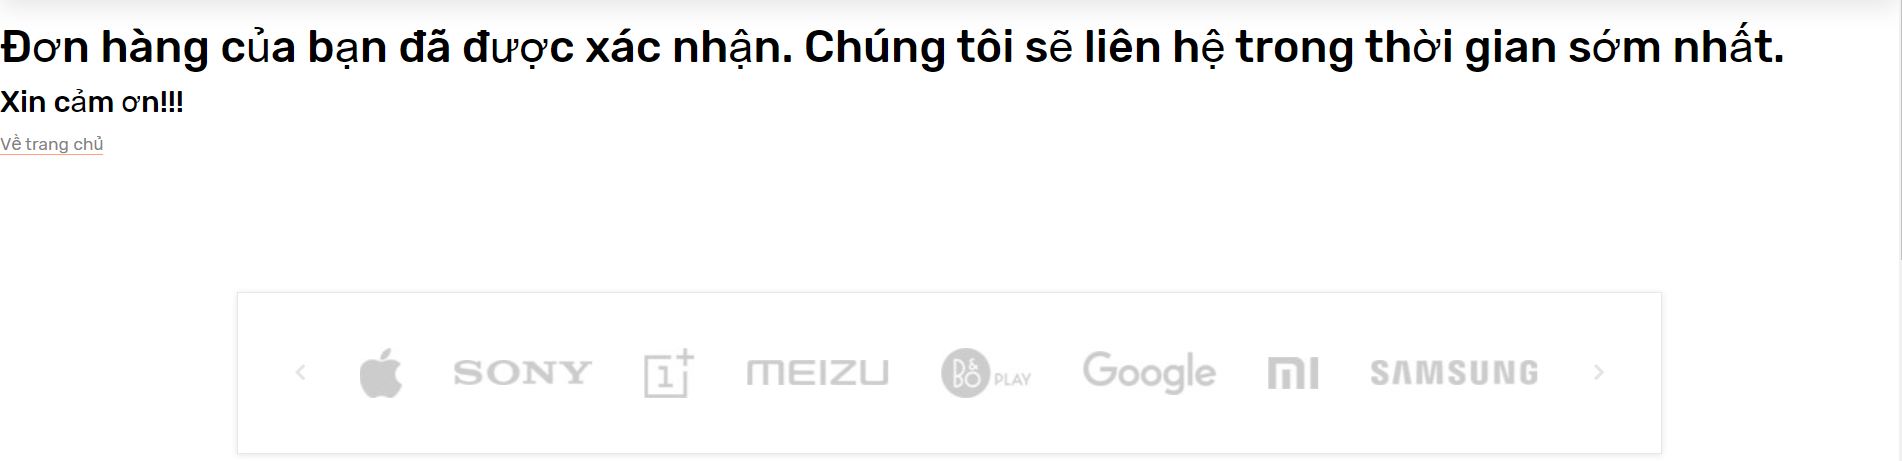 Đơn hàng của bạn đã được xác nhận. Chúng tôi sẽ liên hệ trong thời gian sớm nhất.
Xin cảm ơn!!!
Về trang chủ
SONY 1+ MEIZU B&O PLAY Google MI SAMSUNG